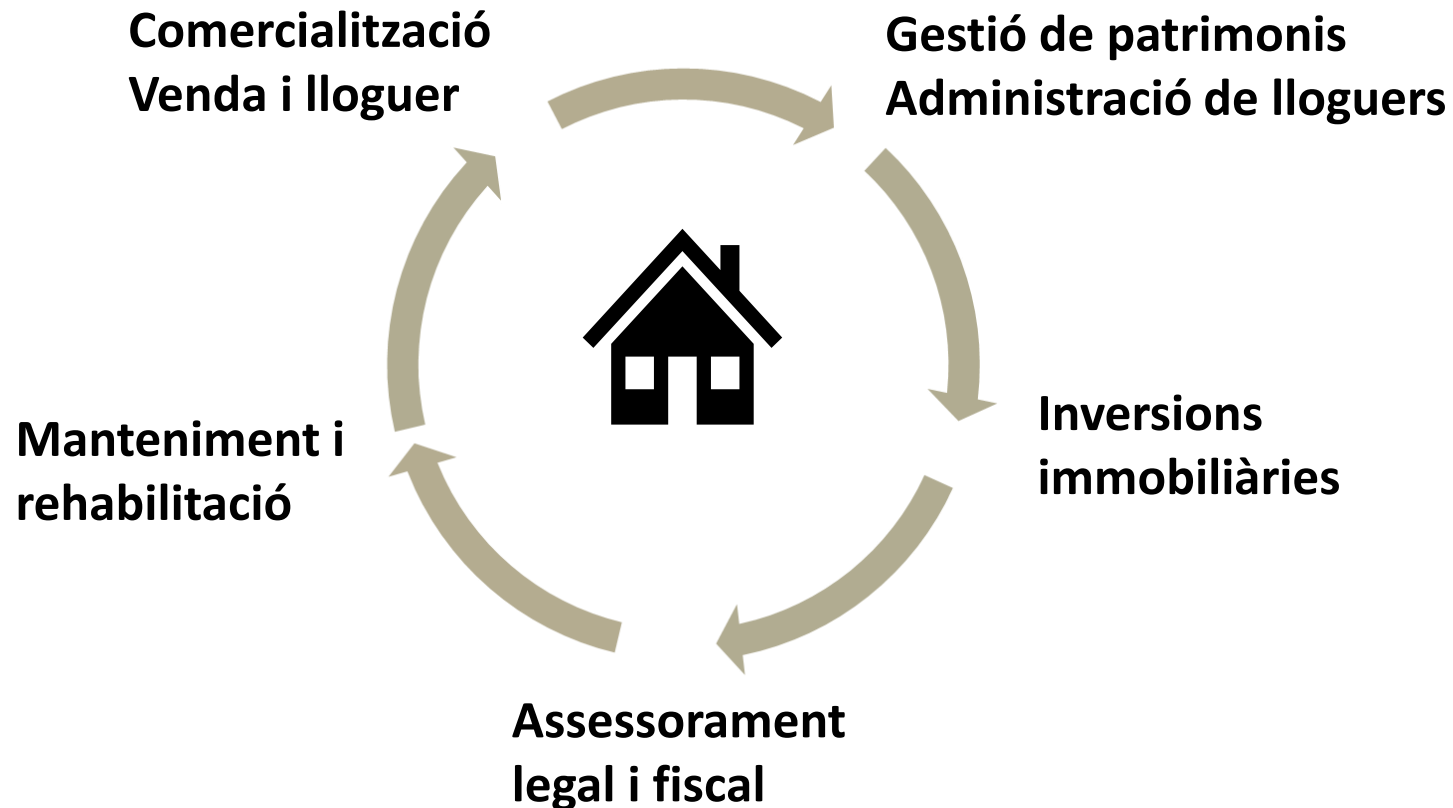 Comercialització
Venda i lloguer
Gestió de patrimonis
Administració de lloguers
Inversions
immobiliàries
Assessorament
legal i fiscal
Manteniment i
rehabilitació